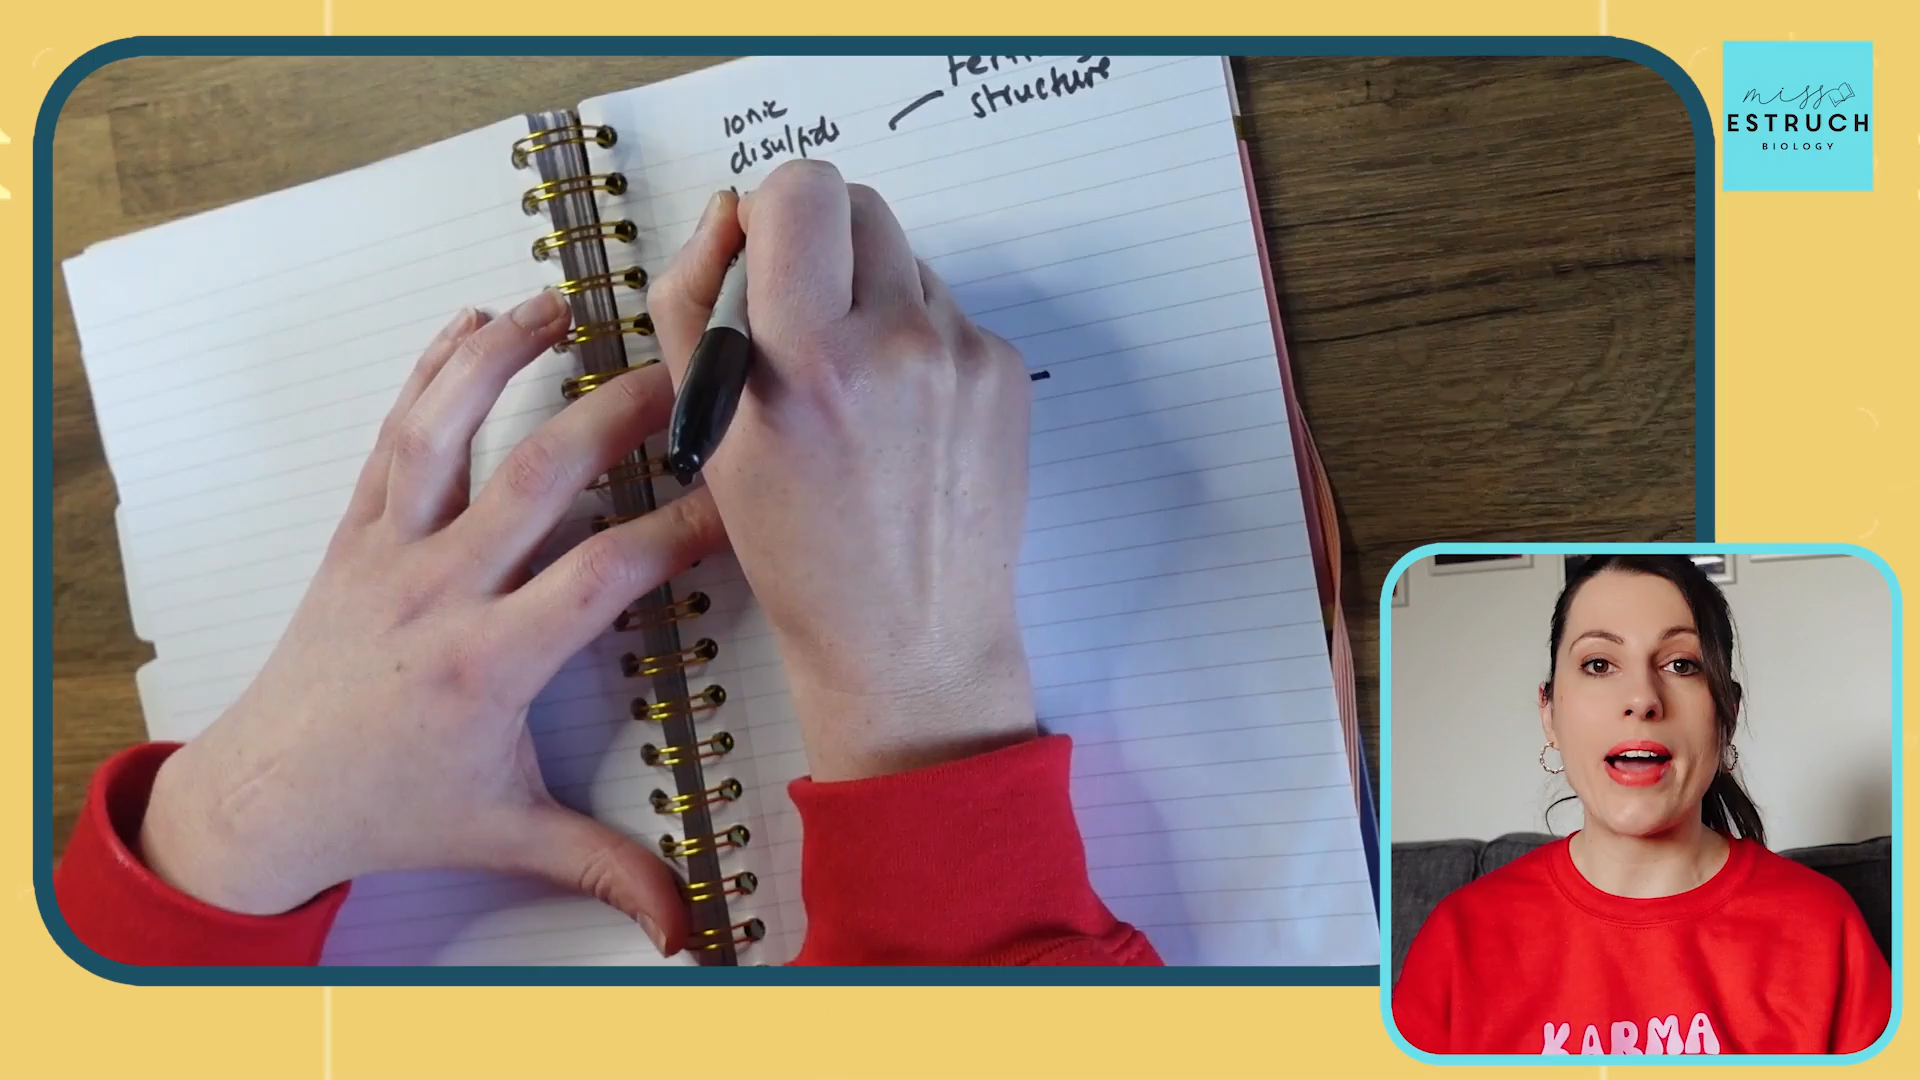 structure
ionic
disulfide
miss
ESTRUCH
BIOLOGY
KARMA